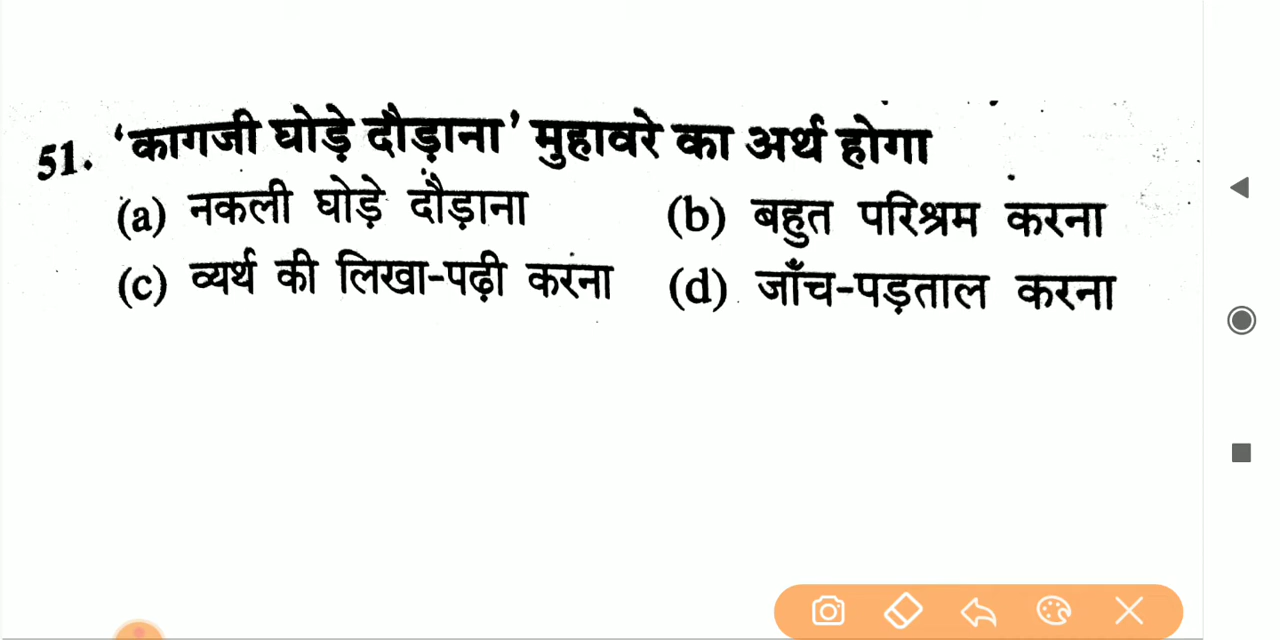 51. ‘कागजी घोड़े दौड़ाना’ मुहावरे का अर्थ होगा
(a) नकली घोड़े दौड़ाना (b) बहुत परिश्रम करना
(c) व्यर्थ की लिखा-पढ़ी करना (d) जाँच-पड़ताल करना